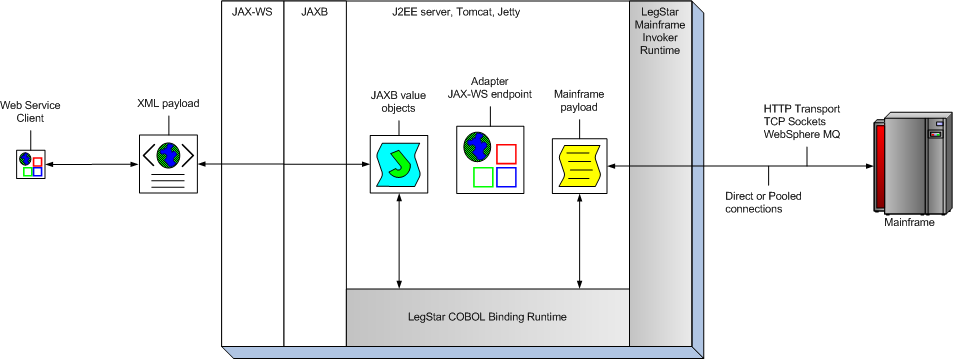 JAX-WS
JAXB
J2EE server, Tomcat, Jetty
LegStar
Mainframe
Invoker
Runtime
Web Service
Client
XML payload
JAXB value
objects
Adapter
JAX-WS endpoint
Mainframe
payload
HTTP Transport
TCP Sockets
WebSphere MQ
Direct or Pooled
connections
Mainframe
LegStar COBOL Binding Runtime